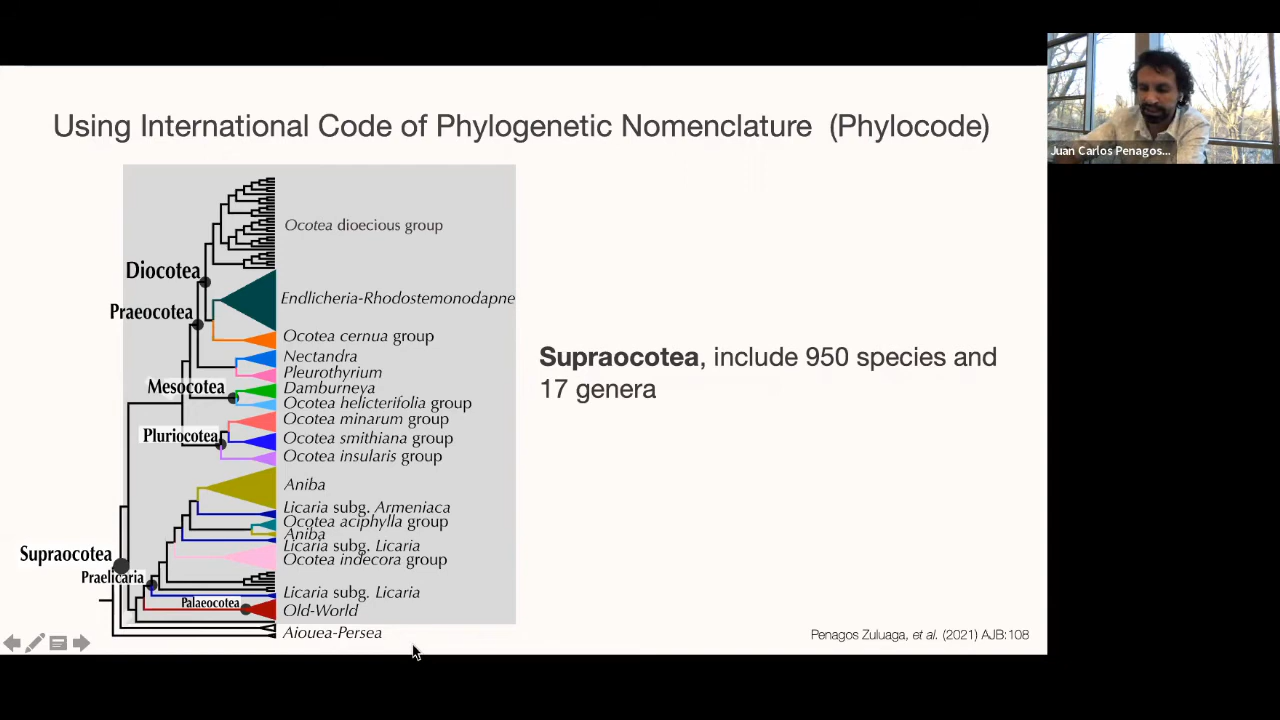 Using International Code of Phylogenetic Nomenclature (Phylocode)
Juan Carlos Penagos...
Ocotea dioecious group
Diocotea
Endlicheria-Rhodostemonodapne
Praeocotea
Ocotea cernua group
Nectandra
Pleurothyrium
Mesocotea
Damburneya
Ocotea helicterifolia group
Ocotea minarum group
Pluriocotea
Ocotea smithiana group
Ocotea insularis group
Aniba
Licaria subg. Armeniaca
Ocotea aciphylla group
Aniba
Licaria subg. Licaria
Supraocotea
Ocotea indecora group
Praelicaria
Licaria subg. Licaria
Palaeocotea
Old-World
Aiouea-Persea
Supraocotea, include 950 species and
17 genera
Penagos Zuluaga, et al. (2021) AJB:108